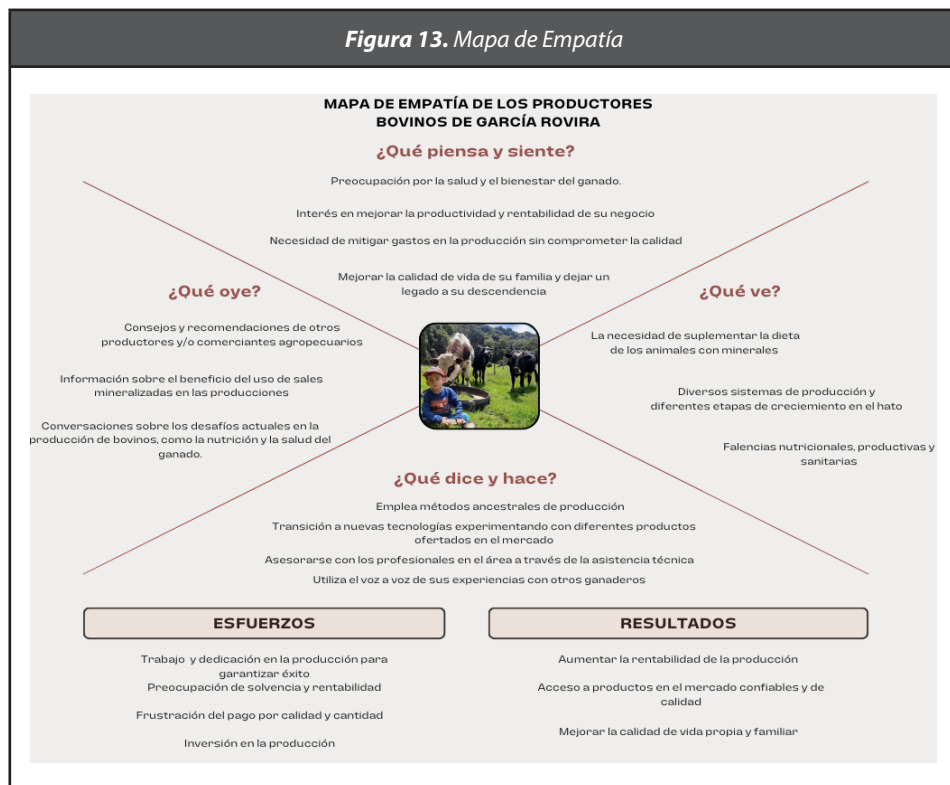 Figura 13. Mapa de Empatía
MAPA DE EMPATÍA DE LOS PRODUCTORES
BOVINOS DE GARCÍA ROVIRA
¿Qué piensa y siente?
Preocupación por la salud y el bienestar del ganado.
Interés en mejorar la productividad y rentabilidad de su negocio
Necesidad de mitigar gastos en la producción sin comprometer la calidad
Mejorar la calidad de vida de su familia y dejar un
legado a su descendencia
¿Qué oye?
Consejos y recomendaciones de otros
productores y/o comerciantes agropecuarios
Información sobre el beneficio del uso de sales
mineralizadas en las producciones
Conversaciones sobre los desafíos actuales en la
producción de bovinos, como la nutrición y la salud del
ganado.
¿Qué ve?
La necesidad de suplementar la dieta
de los animales con minerales
Diversos sistemas de producción y
diferentes etapas de creciemiento en el hato
Falencias nutricionales, productivas y
sanitarias
¿Qué dice y hace?
Emplea métodos ancestrales de producción
Transición a nuevas tecnologías experimentando con diferentes productos
ofertados en el mercado
Asesorarse con los profesionales en el área a través de la asistencia técnica
Utiliza el voz a voz de sus experiencias con otros ganaderos
ESFUERZOS
Trabajo y dedicación en la producción para
garantizar éxito
Preocupación de solvencia y rentabilidad
Frustración del pago por calidad y cantidad
Inversión en la producción
RESULTADOS
Aumentar la rentabilidad de la producción
Acceso a productos en el mercado confiables y de
calidad
Mejorar la calidad de vida propia y familiar